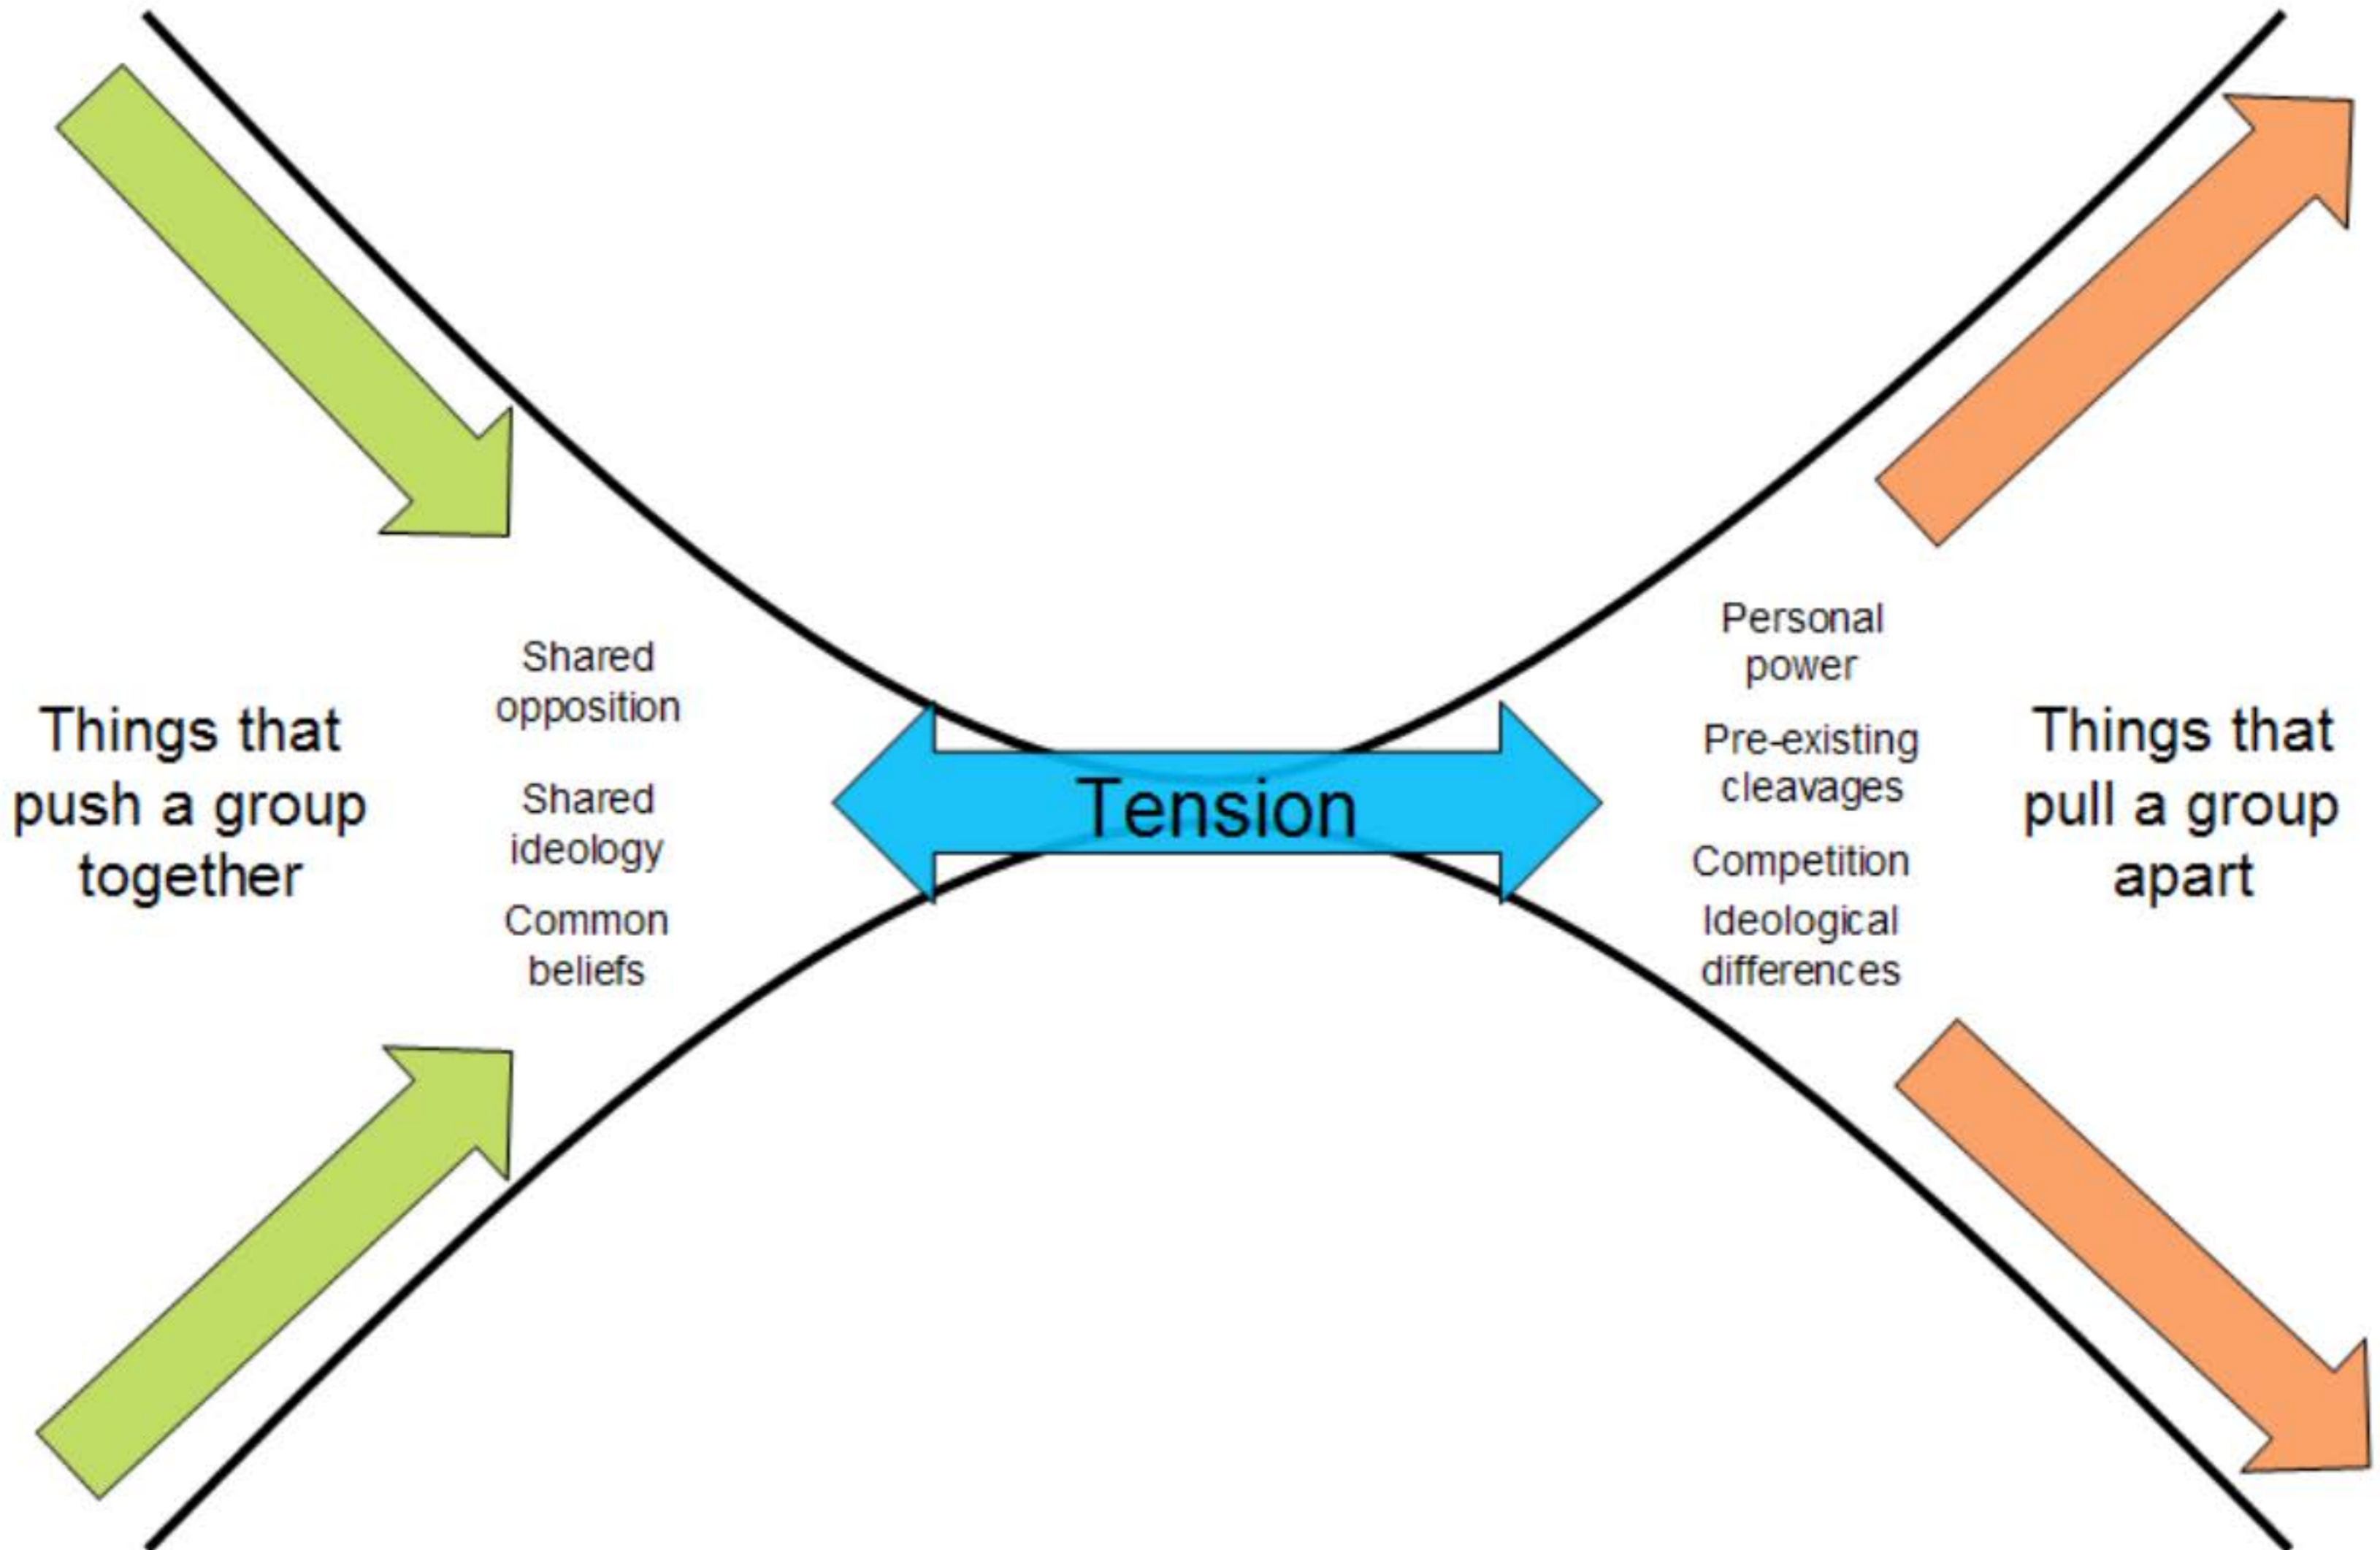 Things that
push a group
together
Shared
opposition
Shared
ideology
Common
beliefs
Tension
Personal
power
Pre-existing
cleavages
Competition
Ideological
differences
Things that
pull a group
apart